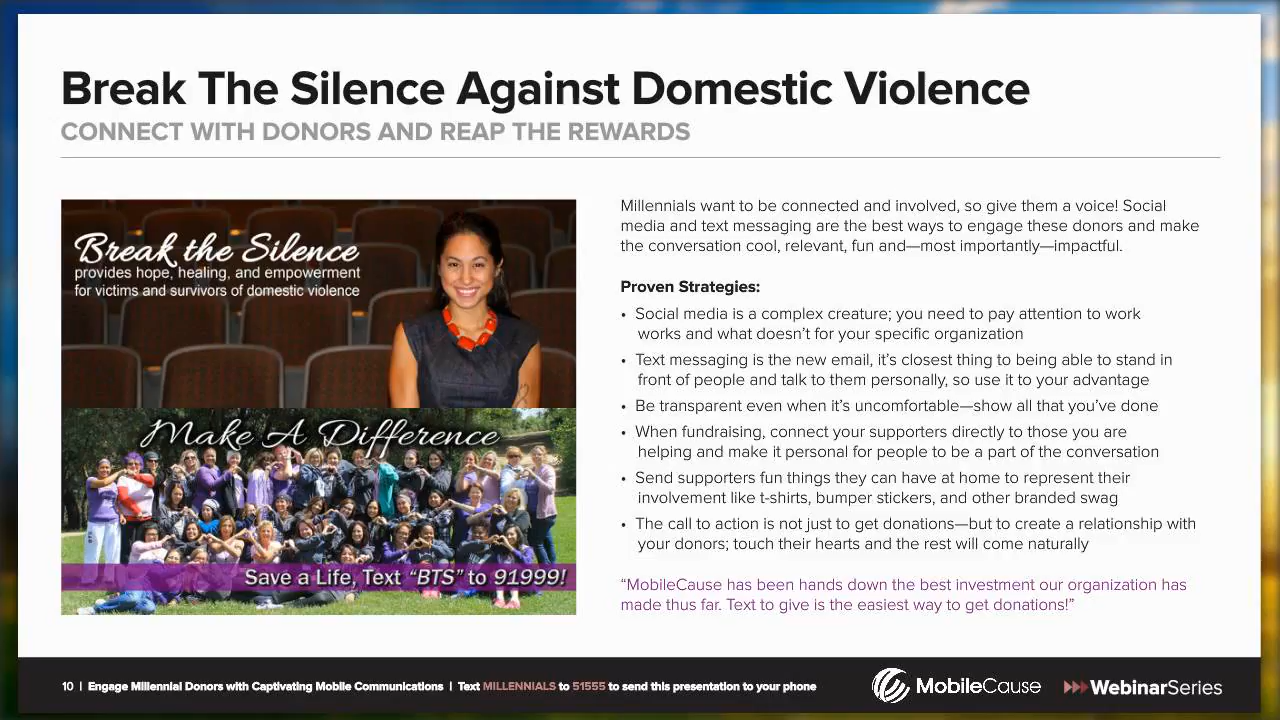 Break The Silence Against Domestic Violence
CONNECT WITH DONORS AND REAP THE REWARDS
Break the Silence
provides hope, healing, and empowerment
for victims and survivors of domestic violence
Make A Difference
Save a Life, Text "BTS" to 91999!
Millennials want to be connected and involved, so give them a voice! Social
media and text messaging are the best ways to engage these donors and make
the conversation cool, relevant, fun and—most importantly—impactful.
Proven Strategies:
• Social media is a complex creature; you need to pay attention to work
works and what doesn't for your specific organization
• Text messaging is the new email, it's closest thing to being able to stand in
front of people and talk to them personally, so use it to your advantage
• Be transparent even when it's uncomfortable—show all that you've done
• When fundraising, connect your supporters directly to those you are
helping and make it personal for people to be a part of the conversation
• Send supporters fun things they can have at home to represent their
involvement like t-shirts, bumper stickers, and other branded swag
• The call to action is not just to get donations—but to create a relationship with
your donors; touch their hearts and the rest will come naturally
"MobileCause has been hands down the best investment our organization has
made thus far. Text to give is the easiest way to get donations!"
10 | Engage Millennial Donors with Captivating Mobile Communications | Text MILLENNIALS to 51555 to send this presentation to your phone
MobileCause
WebinarSeries